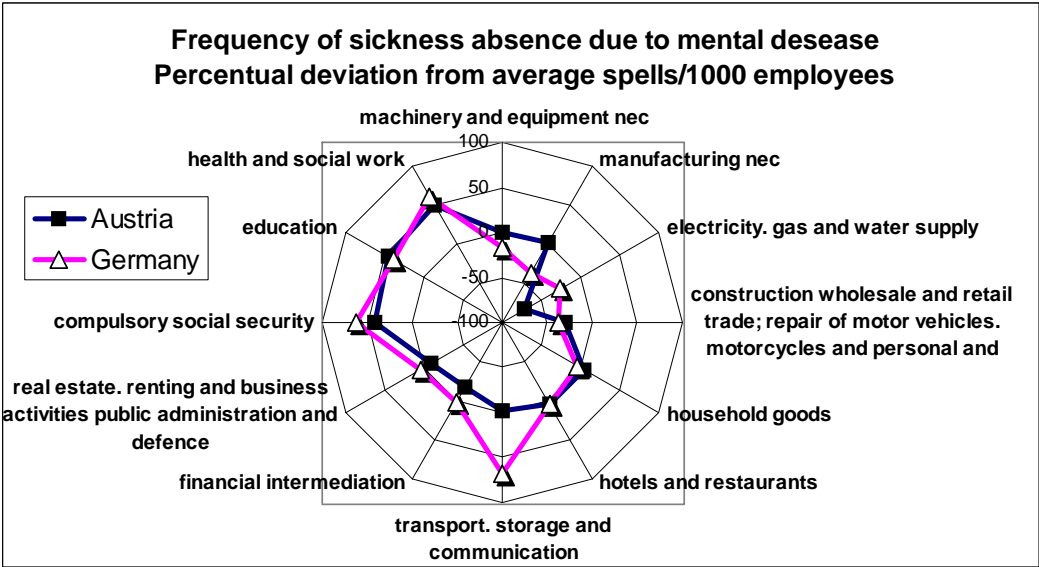 Frequency of sickness absence due to mental desease
Percentual deviation from average spells/1000 employees
machinery and equipment nec
100
health and social work
manufacturing nec
50
Austria
education
0
electricity. gas and water supply
Germany
-50
compulsory social security
-100
construction wholesale and retail
trade; repair of motor vehicles.
motorcycles and personal and
real estate. renting and business
activities public administration and
defence
household goods
financial intermediation
hotels and restaurants
transport. storage and
communication